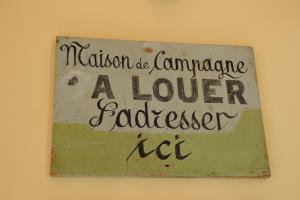 Maison de Campagne
A LOUER
S'adresser
ici